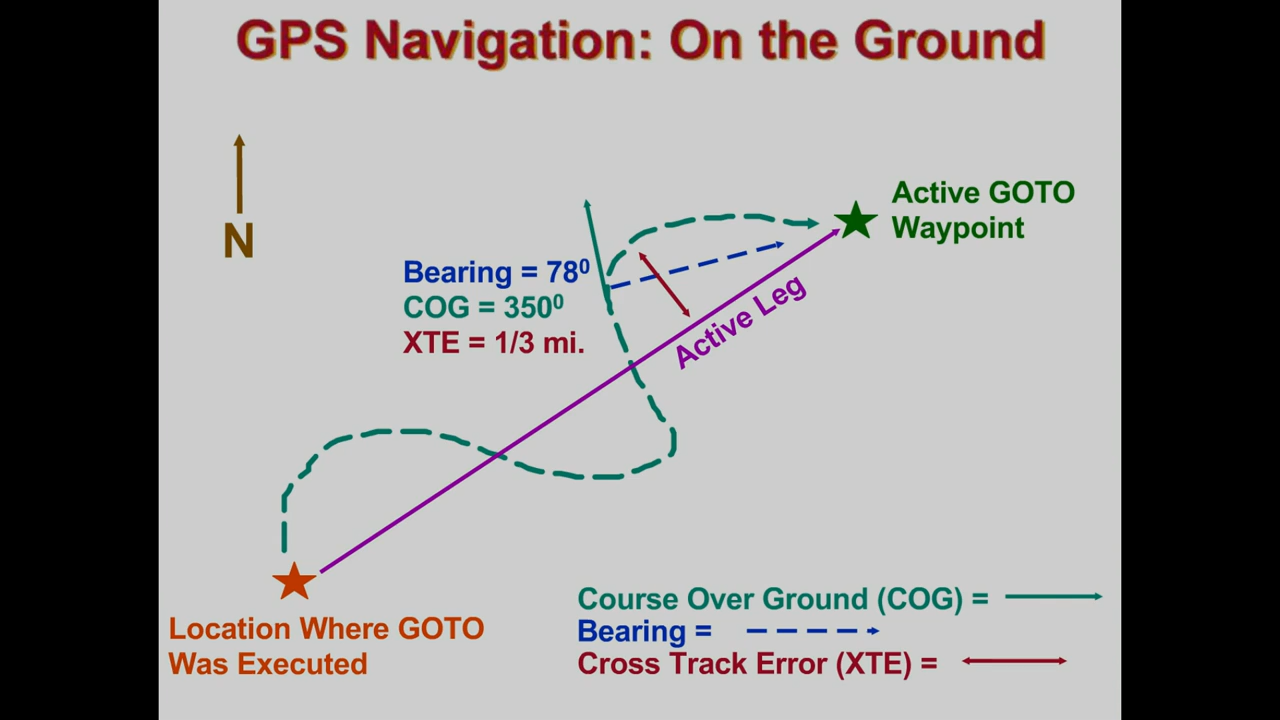 GPS Navigation: On the Ground
N
Active GOTO
Waypoint
Bearing = 78⁰
COG = 350⁰
XTE = 1/3 mi.
Active Leg
Location Where GOTO
Was Executed
Course Over Ground (COG) =
Bearing =
Cross Track Error (XTE) =